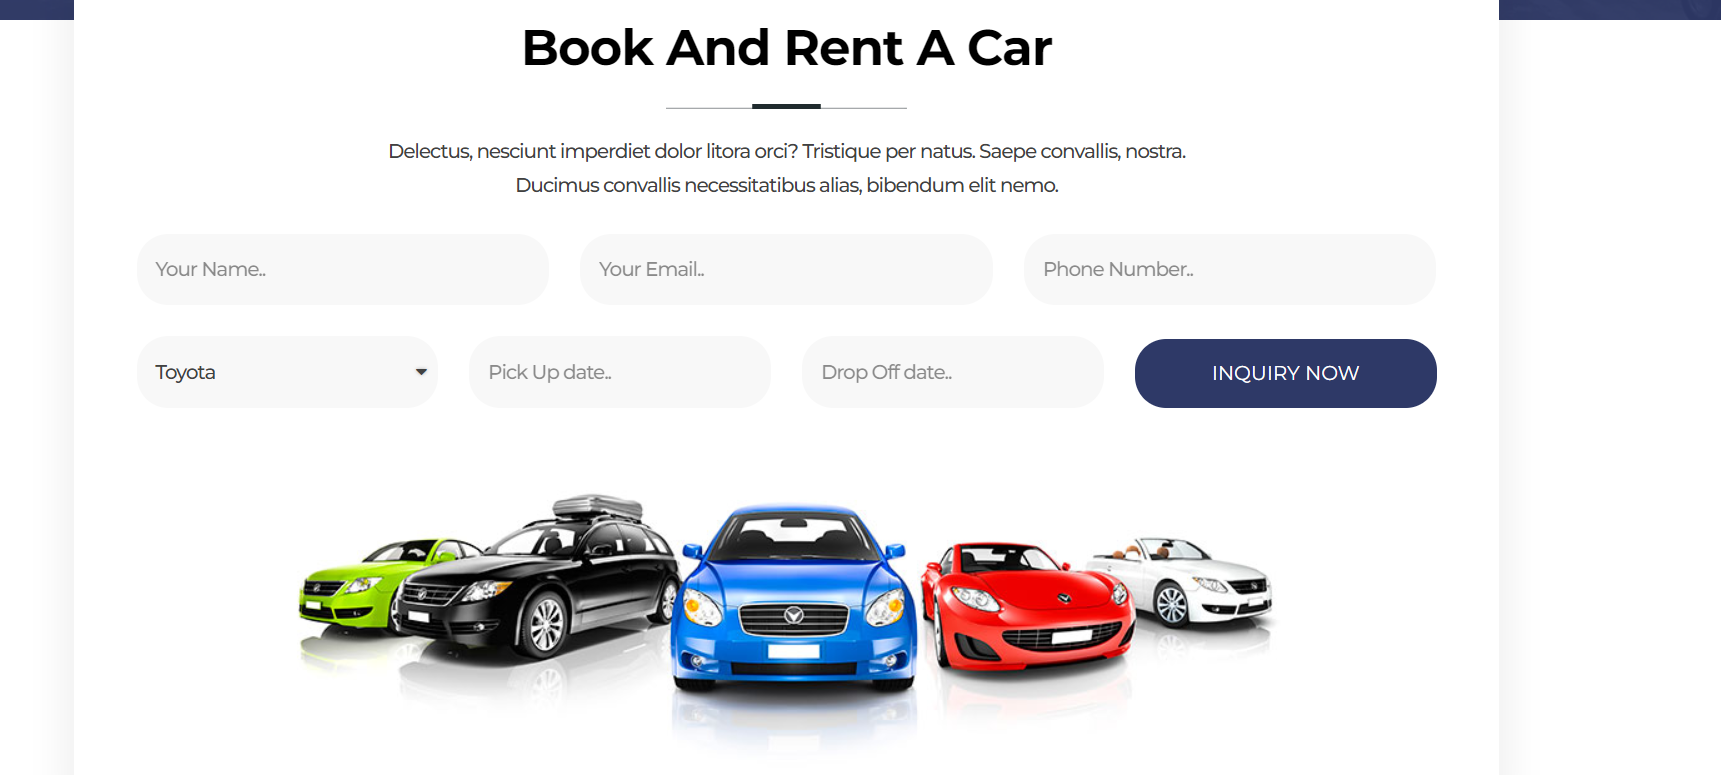 Book And Rent A Car
Delectus, nesciunt imperdiet dolor litora orci? Tristique per natus. Saepe convallis, nostra.
Ducimus convallis necessitatibus alias, bibendum elit nemo.
Your Name..
Your Email..
Phone Number..
Toyota
Pick Up date..
Drop Off date..
INQUIRY NOW